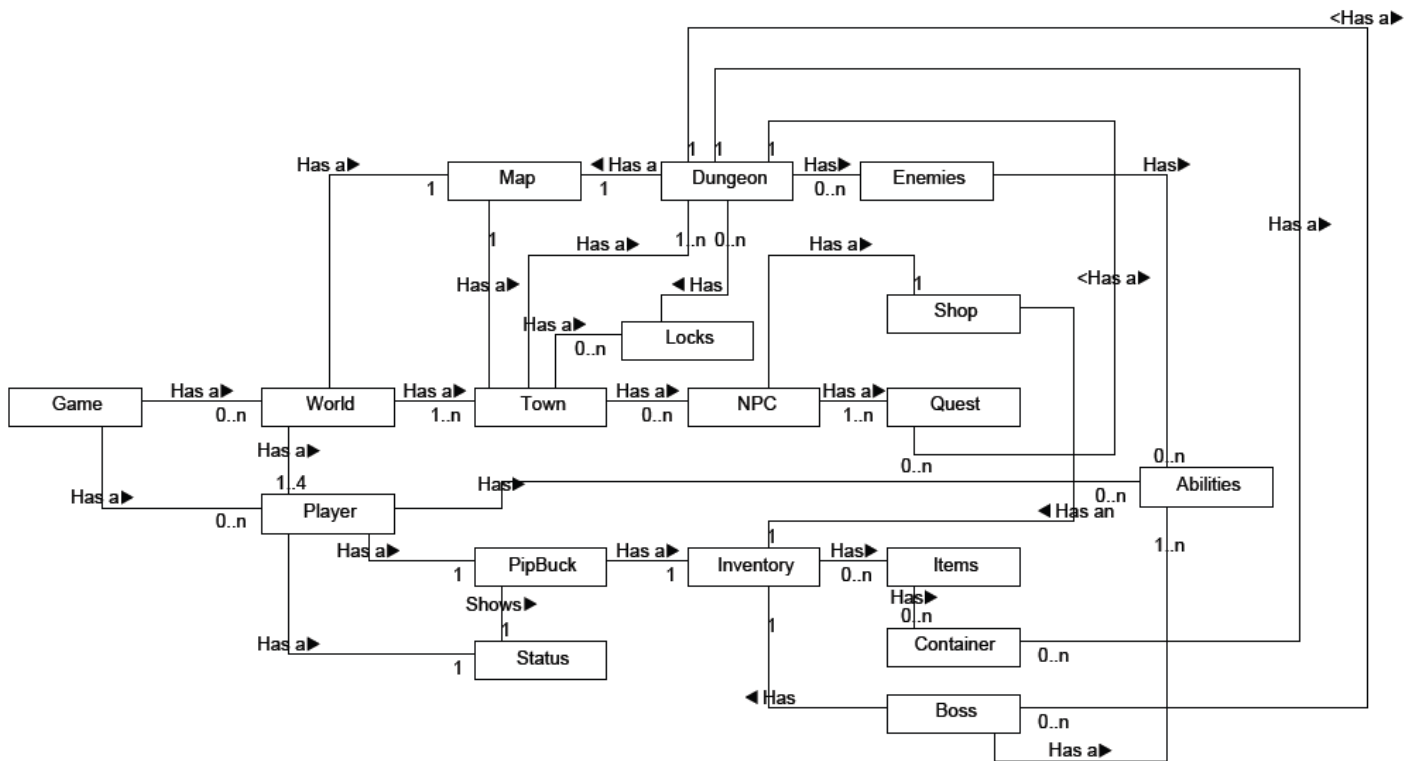 <Has a▶
Has a▶
Map
1
◀ Has a
1
1
1
1
Dungeon
Has▶
0..n
Enemies
Has▶
Has a▶
1
Has a▶
1..n
0..n
Has a▶
Has a▶
◀ Has
<Has a▶
1
Shop
Has a▶
0..n
Locks
Game
Has a▶
0..n
World
Has a▶
1..n
Town
Has a▶
0..n
NPC
Has a▶
1..n
Quest
Has a▶
0..n
0..n
Has a▶
0..n
1..4
Player
Has▶
0..n
Abilities
◀ Has an
Has a▶
1
PipBuck
Has a▶
1
1
Inventory
Has▶
0..n
Items
1..n
Shows▶
1
Has▶
0..n
Has a▶
1
Status
1
Container
0..n
◀ Has
Boss
0..n
Has a▶